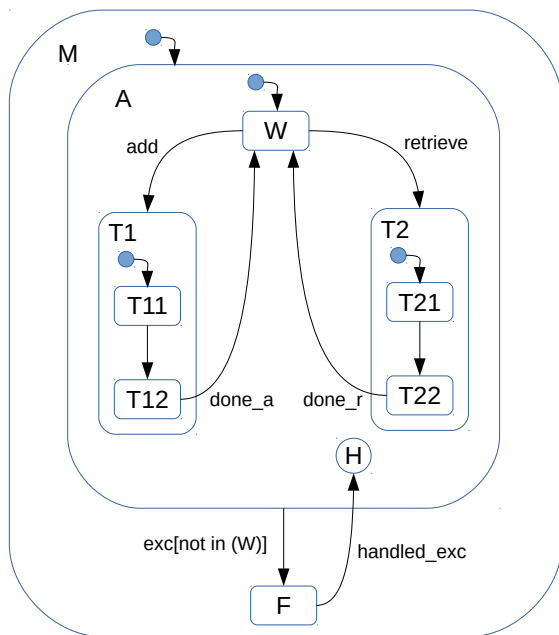 M
A
W
add
retrieve
T1
T2
T11
T21
T12
T22
done_a
done_r
H
exc[not in (W)]
handled_exc
F